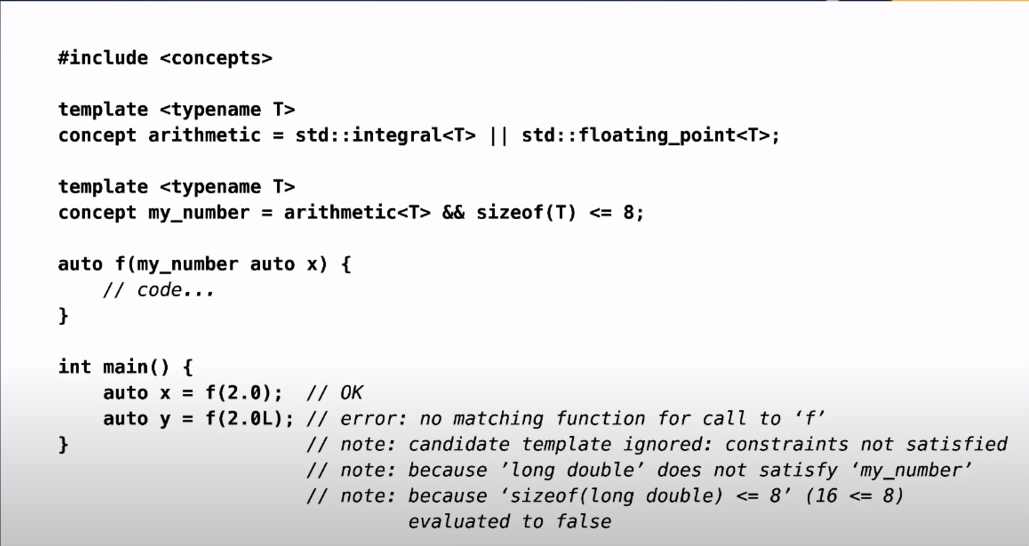 #include <concepts>
template <typename T>
concept arithmetic = std::integral<T> || std::floating_point<T>;
template <typename T>
concept my_number = arithmetic<T> && sizeof(T) <= 8;
auto f(my_number auto x) {
// code...
}
int main() {
auto x = f(2.0); // OK
auto y = f(2.0L); // error: no matching function for call to ‘f’
} // note: candidate template ignored: constraints not satisfied
// note: because ’long double’ does not satisfy ‘my_number’
// note: because ‘sizeof(long double) <= 8’ (16 <= 8)
evaluated to false